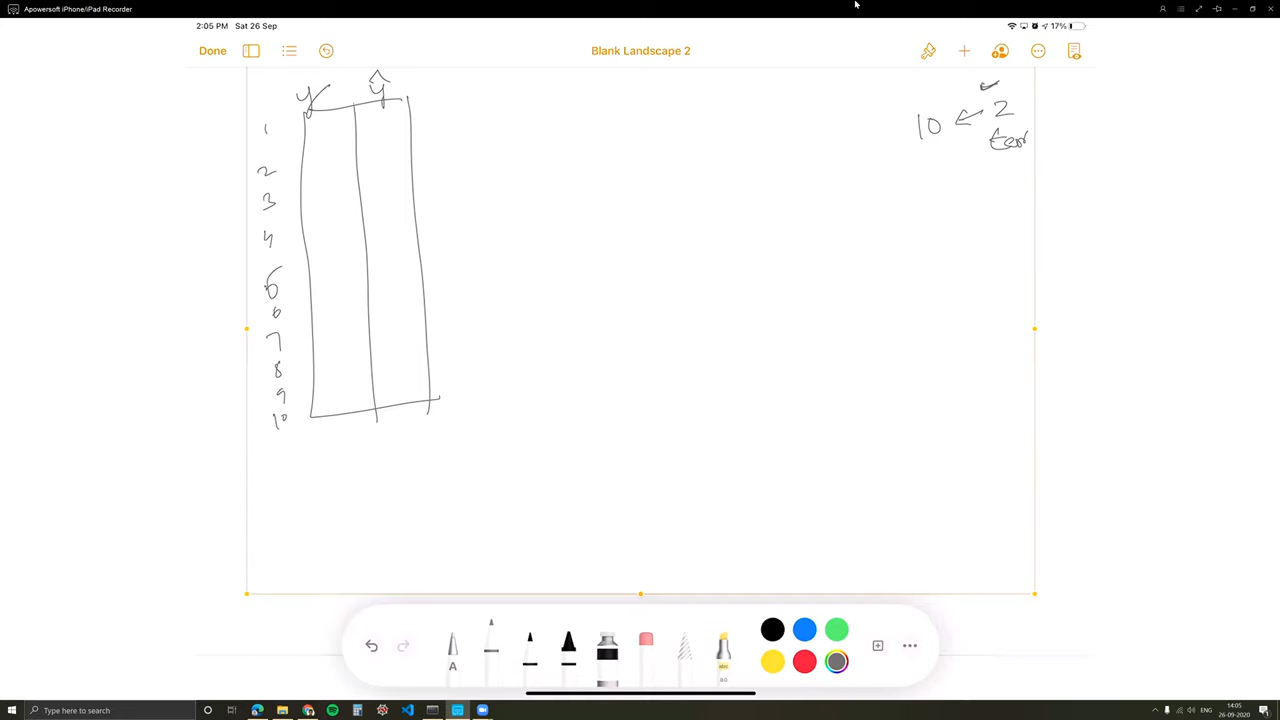 Apowersoft iPhone/iPad Recorder
2:05 PM Sat 26 Sep
17%
Done
Blank Landscape 2
y ŷ
1
2
3
4
5
6
7
8
9
10
10 ← 2
A
Type here to search
ENG
14:05
26-09-2020